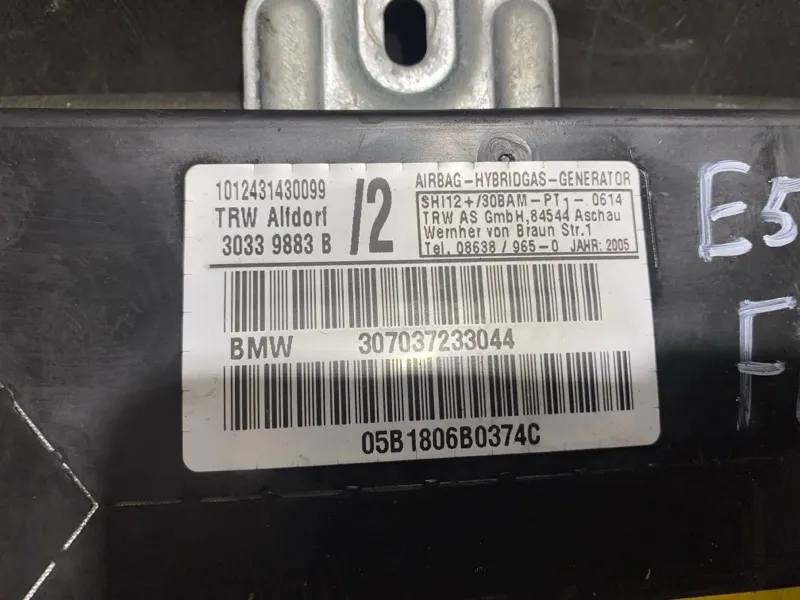 1012431430099
TRW Alfdorf
3033 9883 B
/2
AIRBAG-HYBRIDGAS-GENERATOR
SHI12+/30BAM-PT1-0614
TRW AS GmbH,84544 Aschau
Wernher von Braun Str.1
Tel. 08638/965-0 JAHR:2005
BMW 307037233044
05B1806B0374C
E5